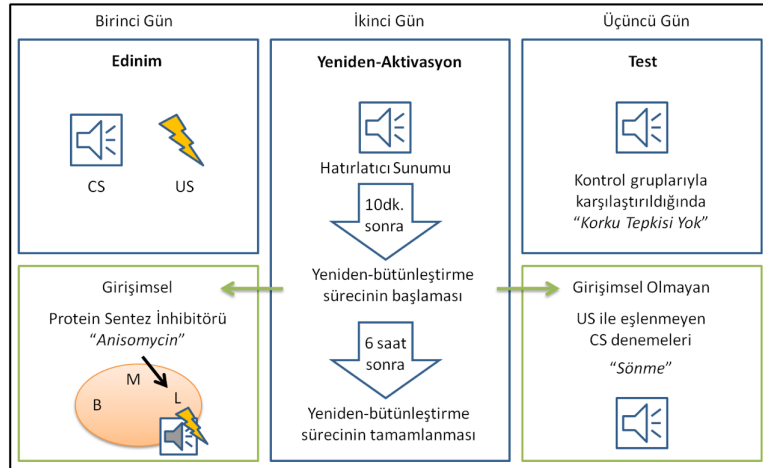 Birinci Gün
İkinci Gün
Üçüncü Gün
Edinim
CS
US
Yeniden-Aktivasyon
Hatırlatıcı Sunumu
10dk.
sonra
Yeniden-bütünleştirme
sürecinin başlaması
6 saat
sonra
Yeniden-bütünleştirme
sürecinin tamamlanması
Test
Kontrol gruplarıyla
karşılaştırıldığında
“Korku Tepkisi Yok”
Girişimsel
Protein Sentez İnhibitörü
“Anisomycin”
M
B
L
Girişimsel Olmayan
US ile eşlenmeyen
CS denemeleri
“Sönme”